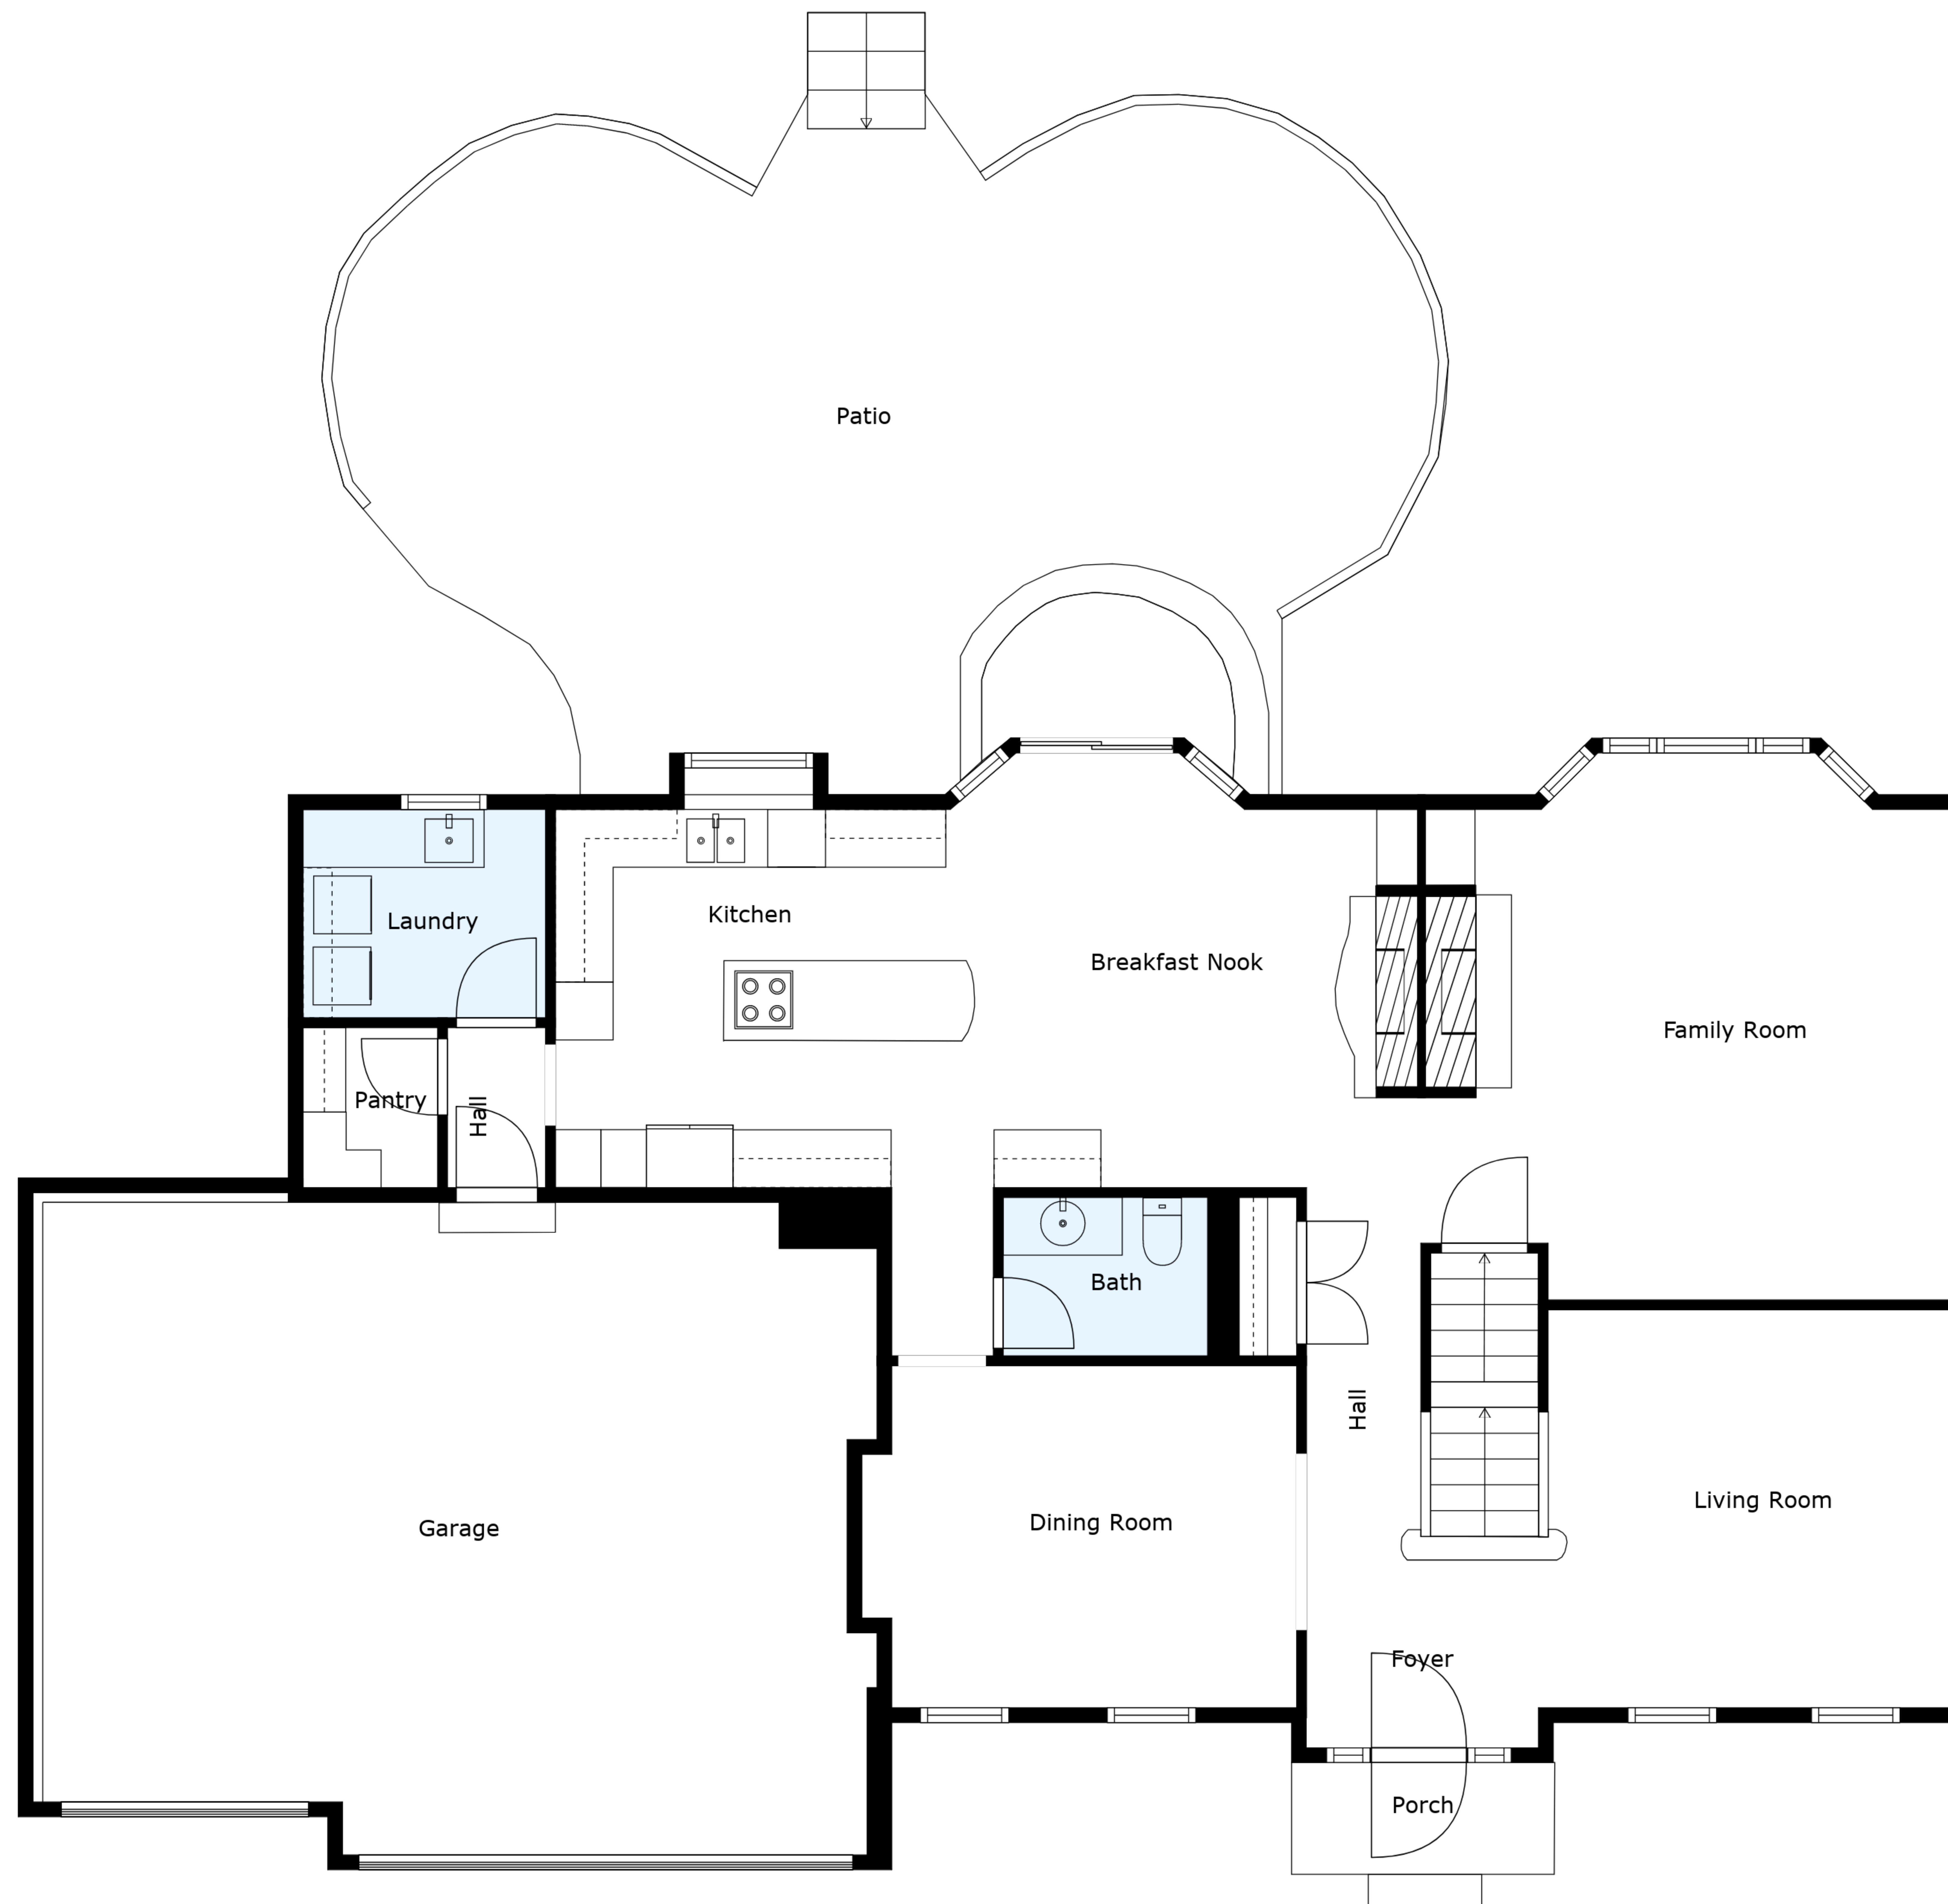 Patio
Kitchen
Laundry
Breakfast Nook
Family Room
Pantry
Hall
Bath
Hall
Living Room
Dining Room
Garage
Foyer
Porch